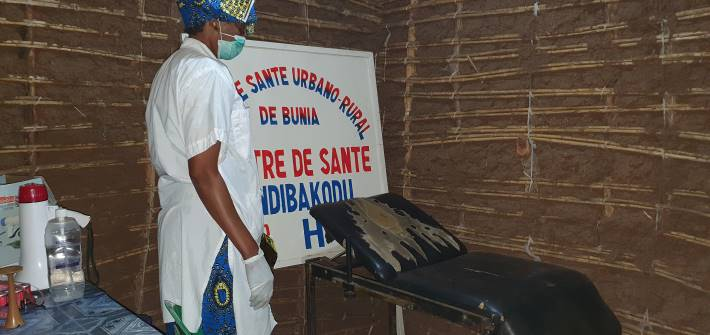 E SANTE URBANO-RURAL
DE BUNIA
TRE DE SANTE
NDIBAKODU
H